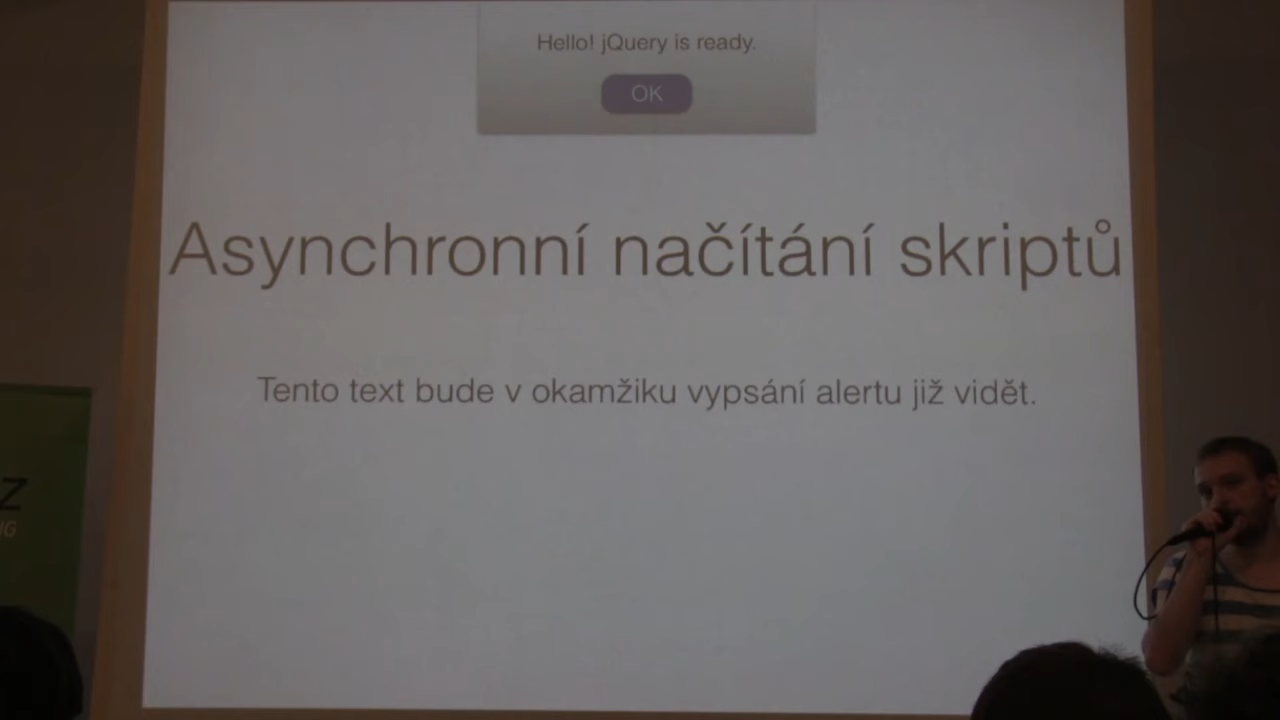 Hello! jQuery is ready.
OK
Asynchronní načítání skriptů
Tento text bude v okamžiku vypsání alertu již vidět.
Z